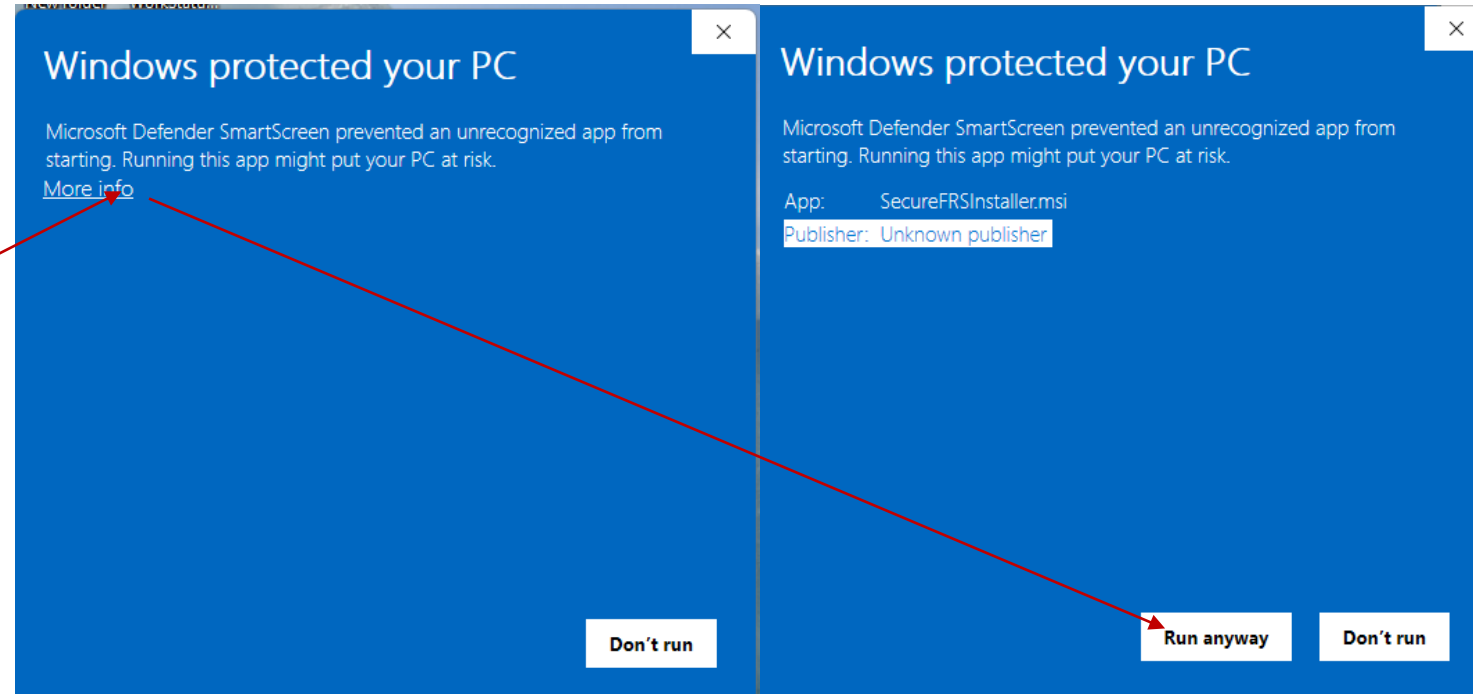 New folder
Windows protected your PC
Microsoft Defender SmartScreen prevented an unrecognized app from
starting. Running this app might put your PC at risk.
More info
Don't run
Windows protected your PC
Microsoft Defender SmartScreen prevented an unrecognized app from
starting. Running this app might put your PC at risk.
App: SecureFRSInstaller.msi
Publisher: Unknown publisher
Run anyway
Don't run